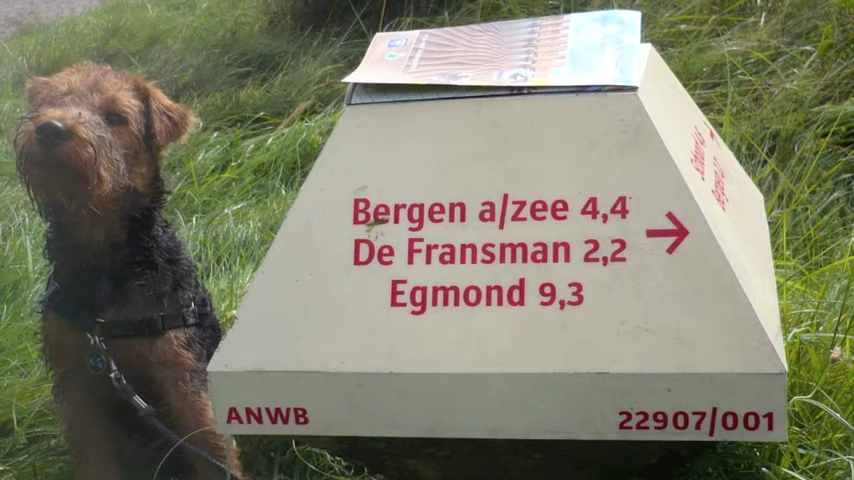 Bergen a/zee 4,4
De Fransman 2,2
Egmond 9,3
ANWB
22907/001